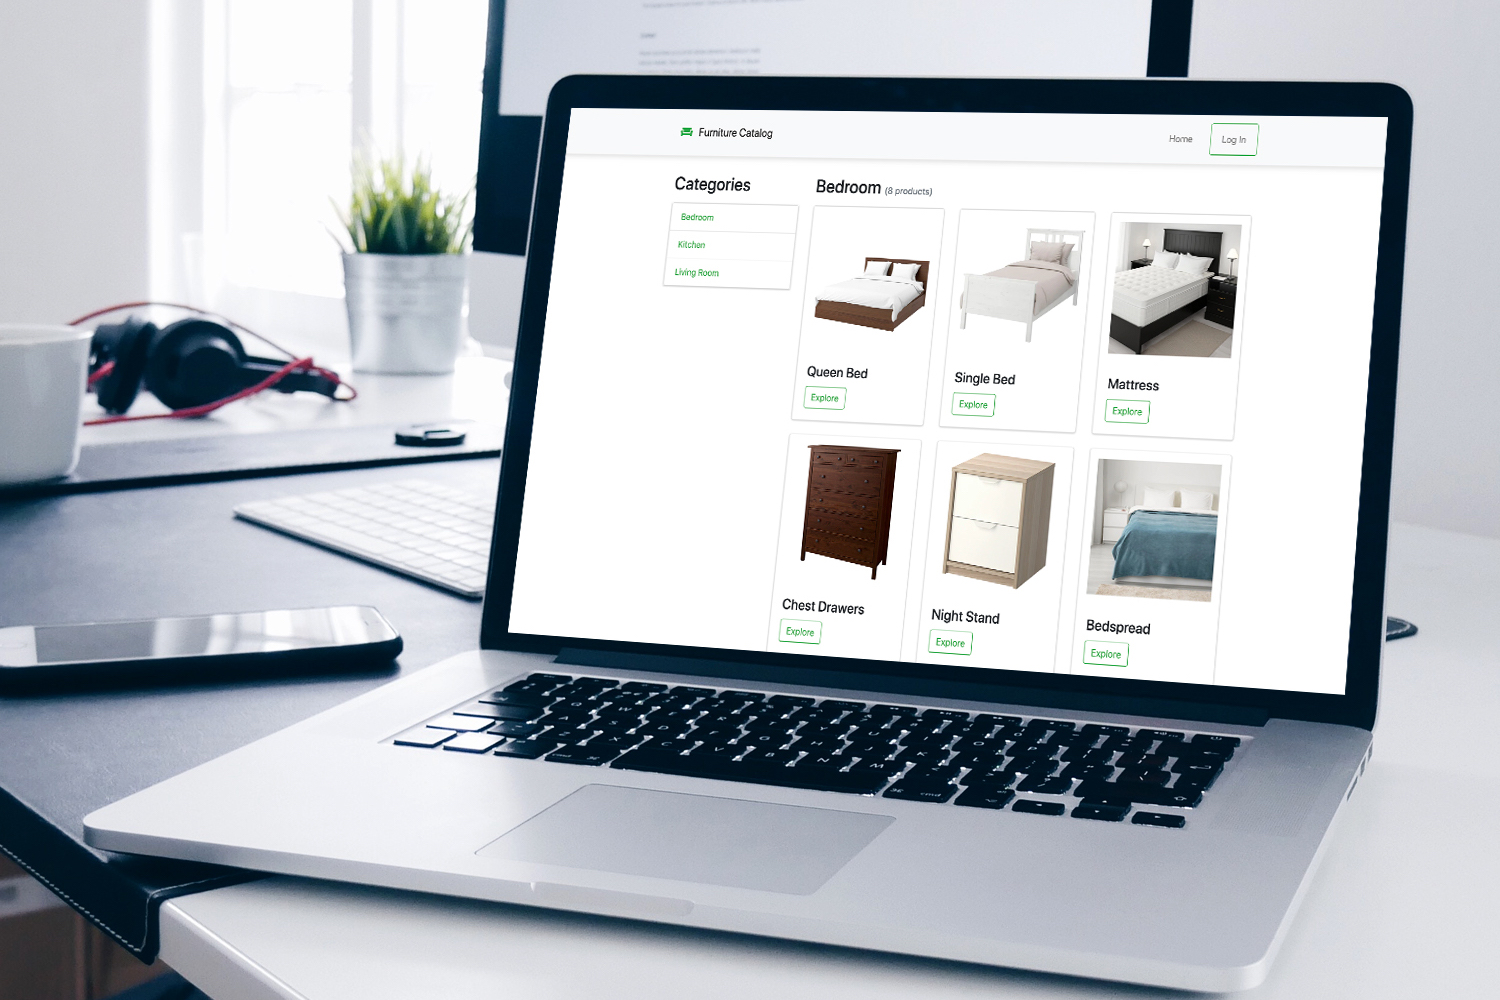 Furniture Catalog
Home
Log In
Categories
Bedroom
Kitchen
Living Room
Bedroom (8 products)
Queen Bed
Explore
Single Bed
Explore
Mattress
Explore
Chest Drawers
Explore
Night Stand
Explore
Bedspread
Explore
cmd